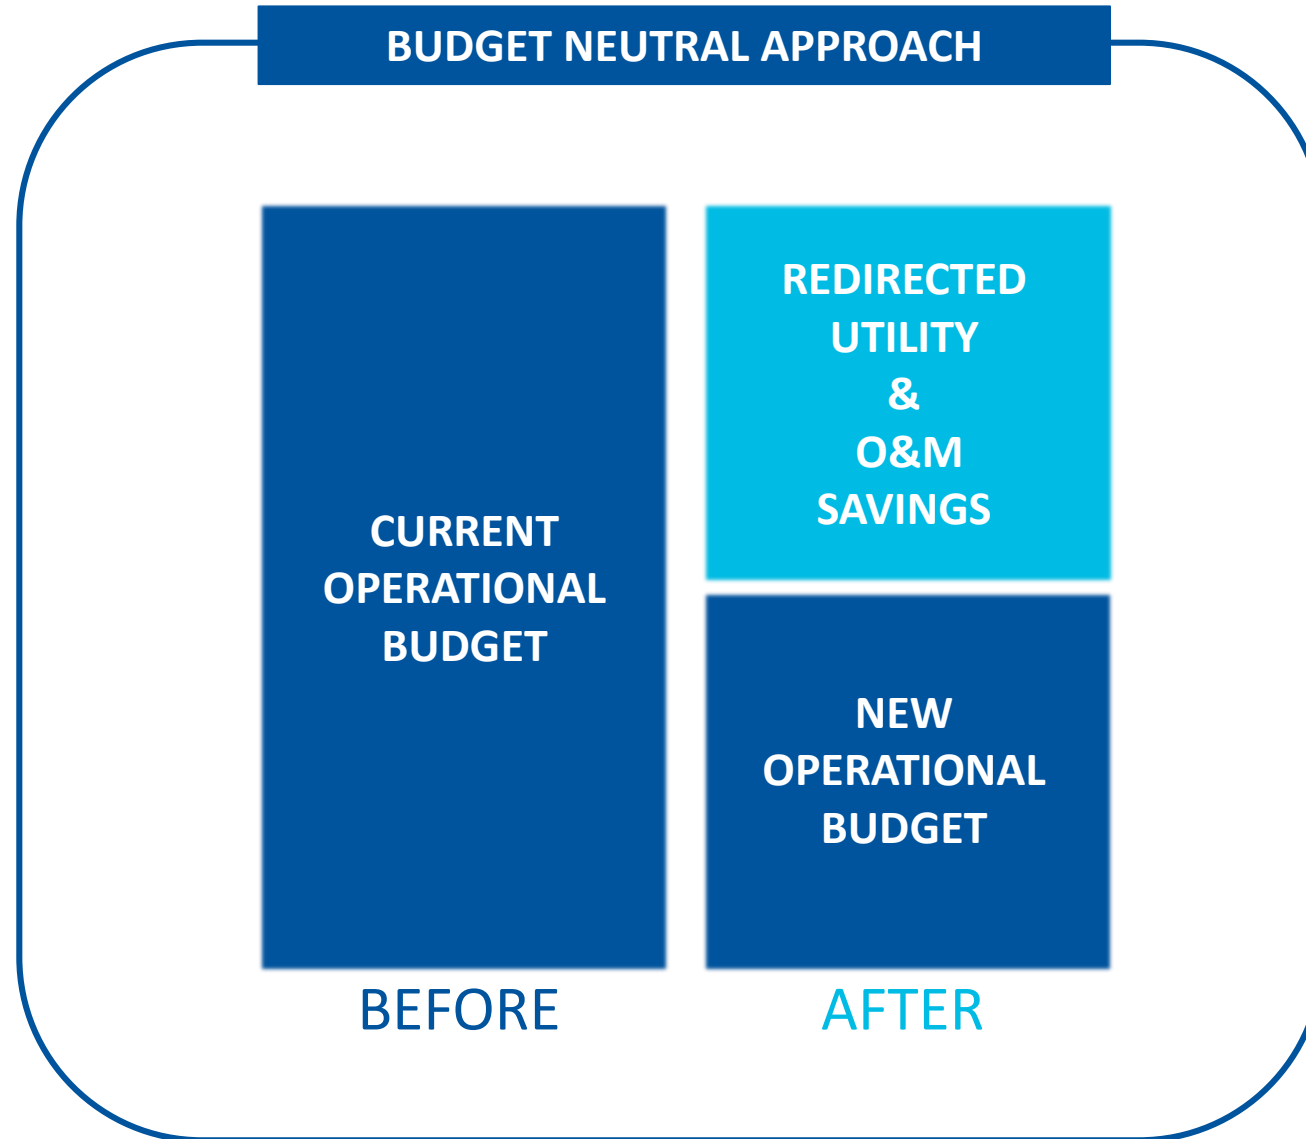 BUDGET NEUTRAL APPROACH
CURRENT
OPERATIONAL
BUDGET
REDIRECTED
UTILITY
&
O&M
SAVINGS
NEW
OPERATIONAL
BUDGET
BEFORE
AFTER